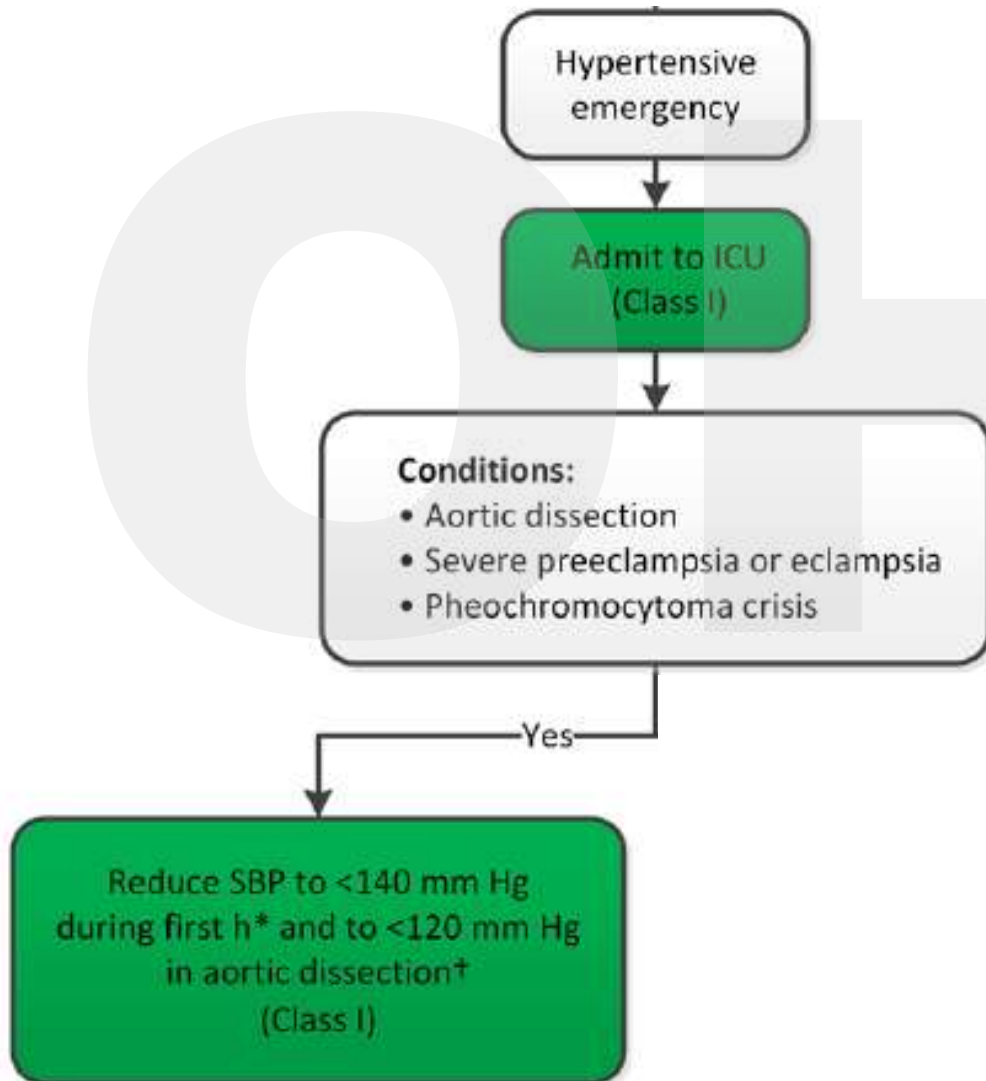 Hypertensive
emergency
Admit to ICU
(Class I)
Conditions:
• Aortic dissection
• Severe preeclampsia or eclampsia
• Pheochromocytoma crisis
Yes
Reduce SBP to <140 mm Hg
during first h* and to <120 mm Hg
in aortic dissection†
(Class I)